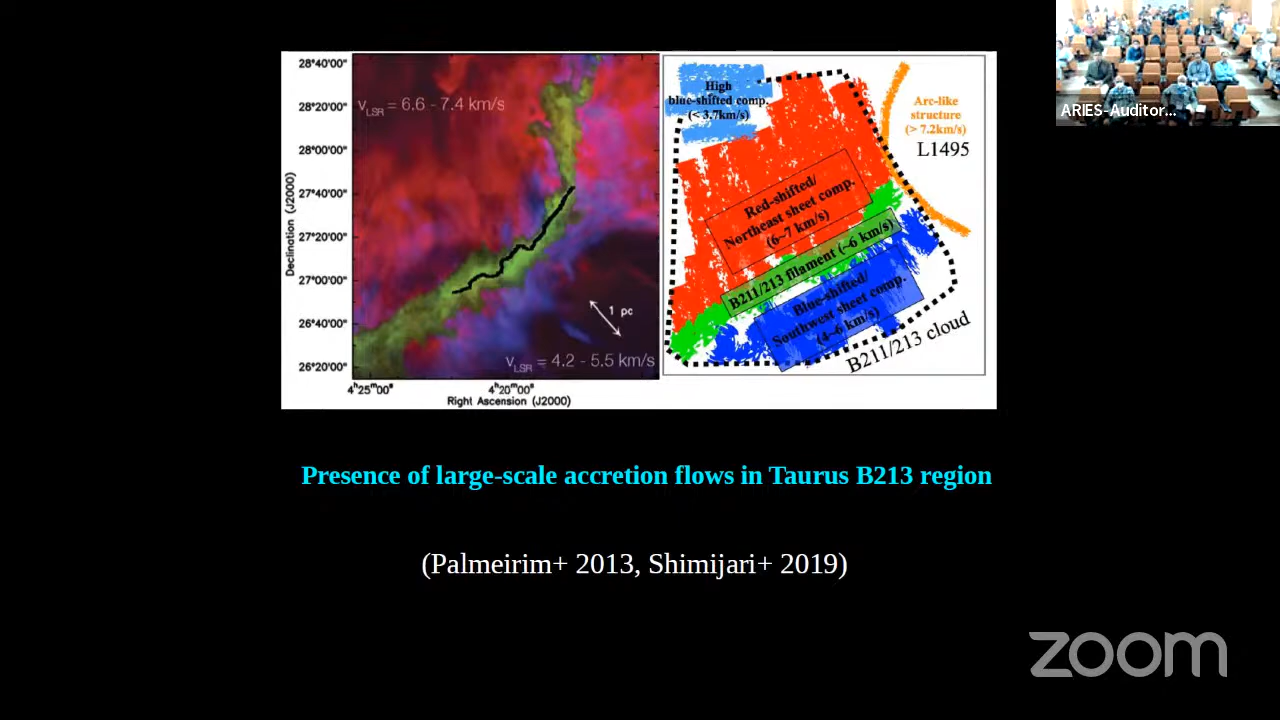 28°40'00"
28°20'00"
28°00'00"
27°40'00"
27°20'00"
27°00'00"
26°40'00"
26°20'00"
Declination (J2000)
4ʰ25ᵐ00ˢ
4ʰ20ᵐ00ˢ
Right Ascension (J2000)
vLSR = 6.6 - 7.4 km/s
1 pc
vLSR = 4.2 - 5.5 km/s
High
blue-shifted comp.
(< 3.7km/s)
Arc-like
structure
(> 7.2km/s)
L1495
Red-shifted/
Northeast sheet comp.
(6~7 km/s)
B211/213 filament (~6 km/s)
Blue-shifted/
Southwest sheet comp.
(4~6 km/s)
B211/213 cloud
ARIES-Auditor...
Presence of large-scale accretion flows in Taurus B213 region
(Palmeirim+ 2013, Shimijari+ 2019)
zoom